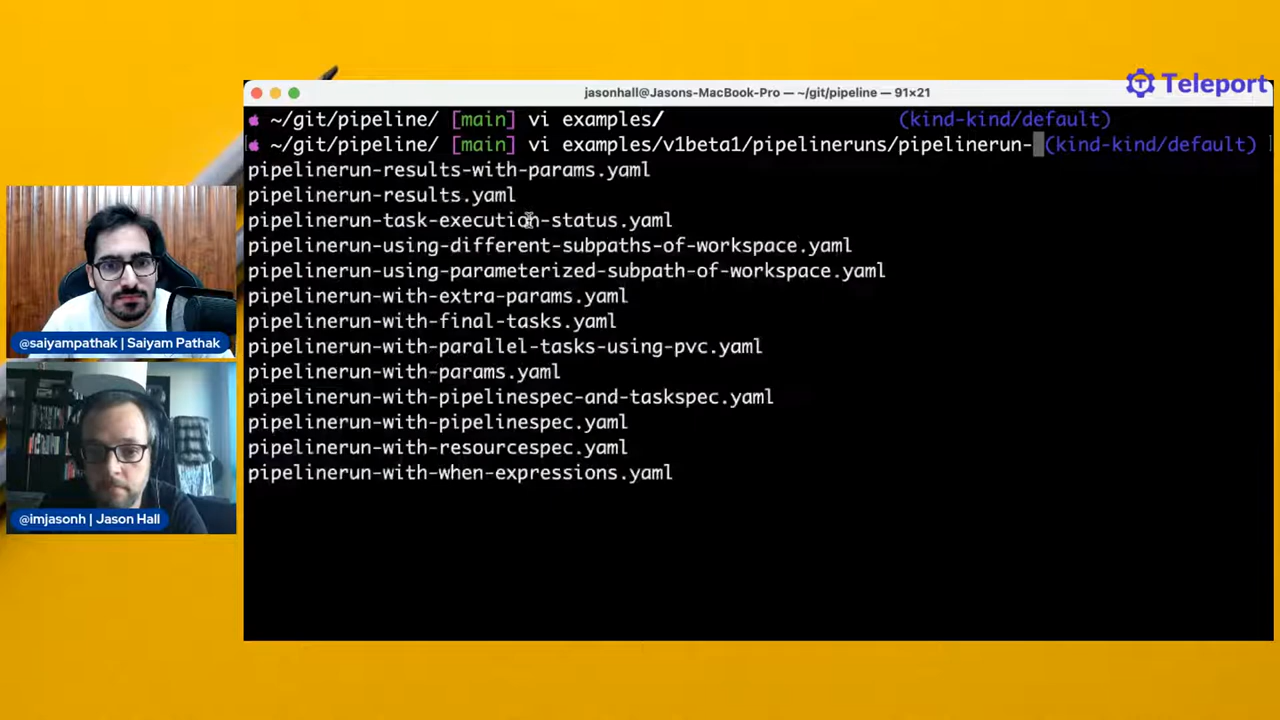 Teleport
jasonhall@Jasons-MacBook-Pro — ~/git/pipeline — 91×21
~/git/pipeline/ [main] vi examples/ (kind-kind/default)
~/git/pipeline/ [main] vi examples/v1beta1/pipelineruns/pipelinerun- (kind-kind/default)
pipelinerun-results-with-params.yaml
pipelinerun-results.yaml
pipelinerun-task-execution-status.yaml
pipelinerun-using-different-subpaths-of-workspace.yaml
pipelinerun-using-parameterized-subpath-of-workspace.yaml
pipelinerun-with-extra-params.yaml
pipelinerun-with-final-tasks.yaml
pipelinerun-with-parallel-tasks-using-pvc.yaml
pipelinerun-with-params.yaml
pipelinerun-with-pipelinespec-and-taskspec.yaml
pipelinerun-with-pipelinespec.yaml
pipelinerun-with-resourcespec.yaml
pipelinerun-with-when-expressions.yaml
@saiyampathak | Saiyam Pathak
@imjasonh | Jason Hall